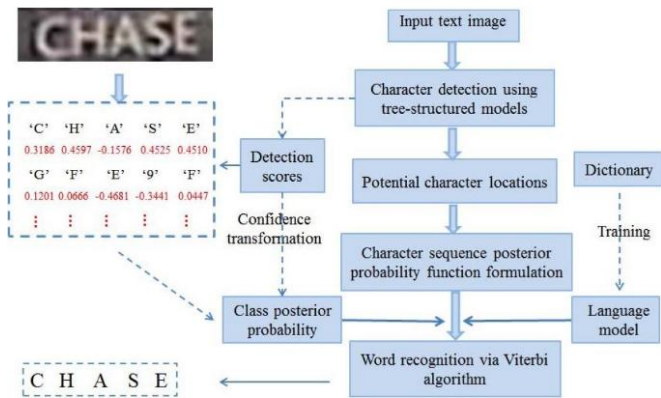 CHASE
Input text image
Character detection using
tree-structured models
'C' 'H' 'A' 'S' 'E'
0.3186 0.4597 -0.1576 0.4525 0.4510
'G' 'F' 'E' '9' 'F'
0.1201 0.0666 -0.4681 -0.3441 0.0447
Detection
scores
Potential character locations
Dictionary
Confidence
transformation
Training
Character sequence posterior
probability function formulation
Class posterior
probability
Language
model
Word recognition via Viterbi
algorithm
C H A S E